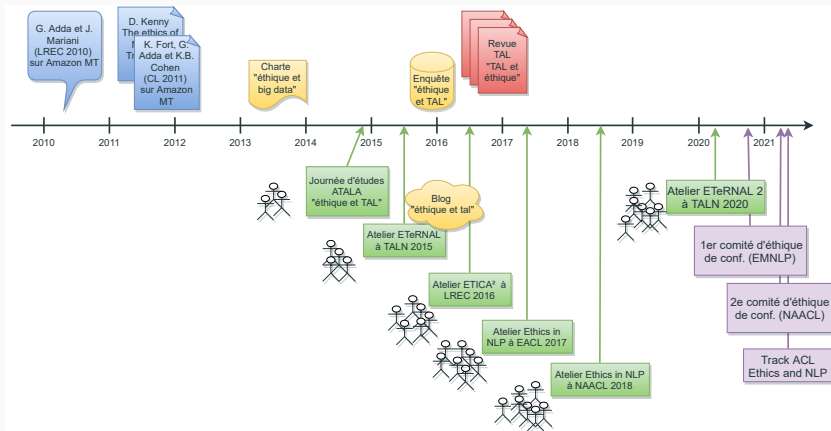 G. Adda et J.
Mariani
(LREC 2010)
sur Amazon MT
D. Kenny
The ethics of
K. Fort, G.
Adda et K.B.
Cohen
(CL 2011)
sur Amazon
MT
Charte
"éthique et
big data"
Enquête
"éthique
et TAL"
Revue
TAL
"TAL et
éthique"
2010
2011
2012
2013
2014
2015
2016
2017
2018
2019
2020
2021
Journée d'études
ATALA
"éthique et TAL"
Blog
"éthique et tal"
Atelier ETeRNAL
à TALN 2015
Atelier ETICA² à
LREC 2016
Atelier Ethics in
NLP à EACL 2017
Atelier Ethics in NLP
à NAACL 2018
Atelier ETeRNAL 2
à TALN 2020
1er comité d'éthique
de conf. (EMNLP)
2e comité d'éthique
de conf. (NAACL)
Track ACL
Ethics and NLP